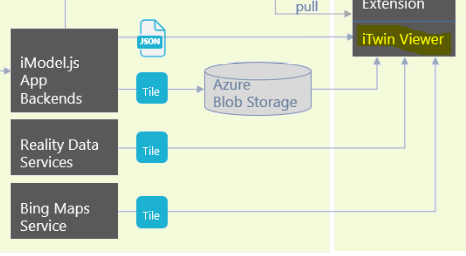 pull
Extension
iTwin Viewer
JSON
iModel.js
App
Backends
Tile
Azure
Blob Storage
Reality Data
Services
Tile
Bing Maps
Service
Tile